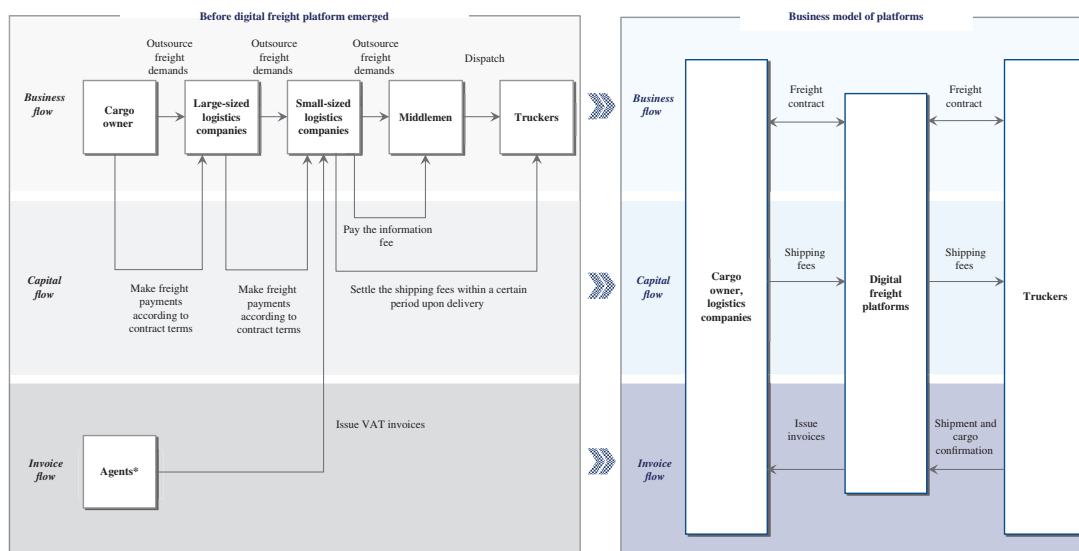 Before digital freight platform emerged
Business model of platforms
Business
flow
Outsource
freight
demands
Outsource
freight
demands
Outsource
freight
demands
Dispatch
Cargo
owner
Large-sized
logistics
companies
Small-sized
logistics
companies
Middlemen
Truckers
Capital
flow
Pay the information
fee
Make freight
payments
according to
contract terms
Make freight
payments
according to
contract terms
Settle the shipping fees within a certain
period upon delivery
Invoice
flow
Issue VAT invoices
Agents*
Business
flow
Freight
contract
Freight
contract
Capital
flow
Shipping
fees
Shipping
fees
Cargo
owner,
logistics
companies
Digital
freight
platforms
Truckers
Invoice
flow
Issue
invoices
Shipment and
cargo
confirmation